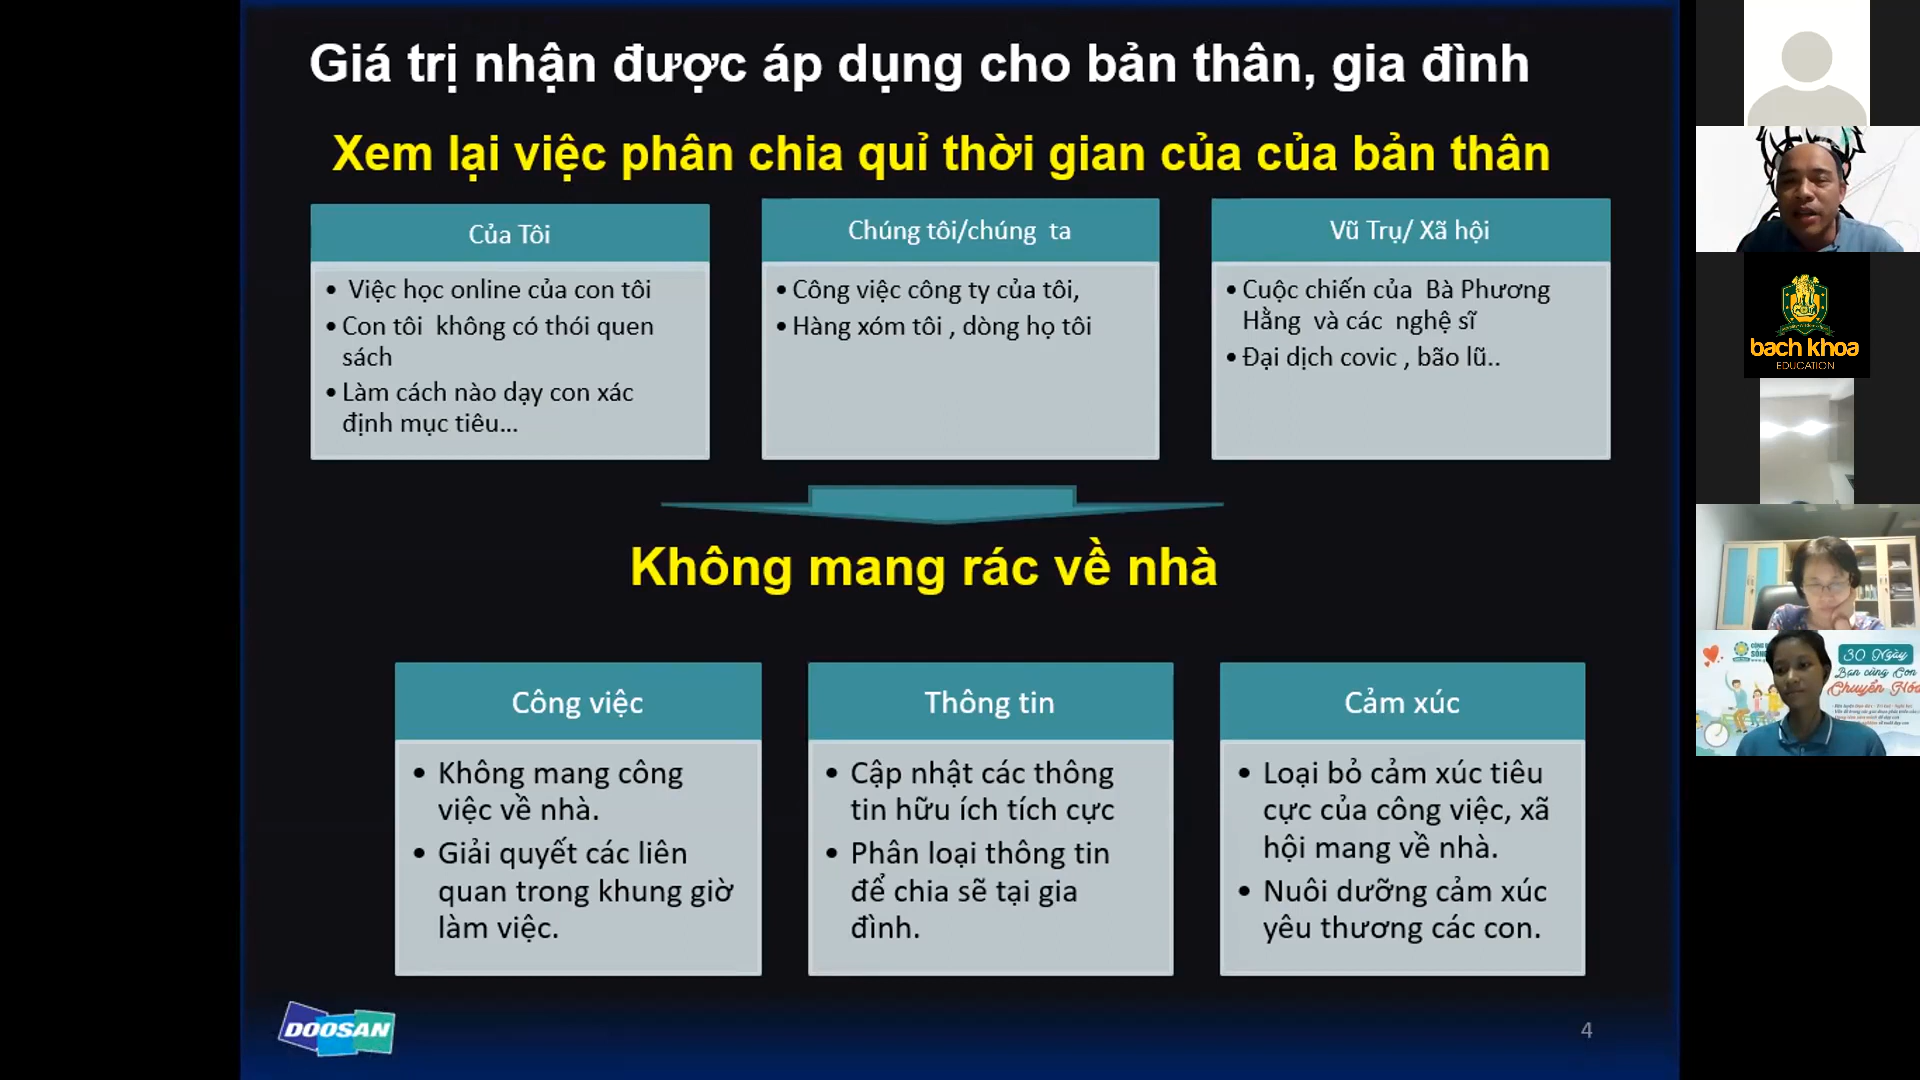 Giá trị nhận được áp dụng cho bản thân, gia đình
Xem lại việc phân chia quỉ thời gian của của bản thân
Của Tôi
• Việc học online của con tôi
• Con tôi không có thói quen
sách
• Làm cách nào dạy con xác
định mục tiêu...
Chúng tôi/chúng ta
• Công việc công ty của tôi,
• Hàng xóm tôi , dòng họ tôi
Vũ Trụ/ Xã hội
• Cuộc chiến của Bà Phương
Hằng và các nghệ sĩ
• Đại dịch covic , bão lũ..
Không mang rác về nhà
Công việc
• Không mang công
việc về nhà.
• Giải quyết các liên
quan trong khung giờ
làm việc.
Thông tin
• Cập nhật các thông
tin hữu ích tích cực
• Phân loại thông tin
để chia sẽ tại gia
đình.
Cảm xúc
• Loại bỏ cảm xúc tiêu
cực của công việc, xã
hội mang về nhà.
• Nuôi dưỡng cảm xúc
yêu thương các con.
DOOSAN
4
bach khoa
EDUCATION
30 Ngày
Bạn cùng Con
Chuyển Hóa